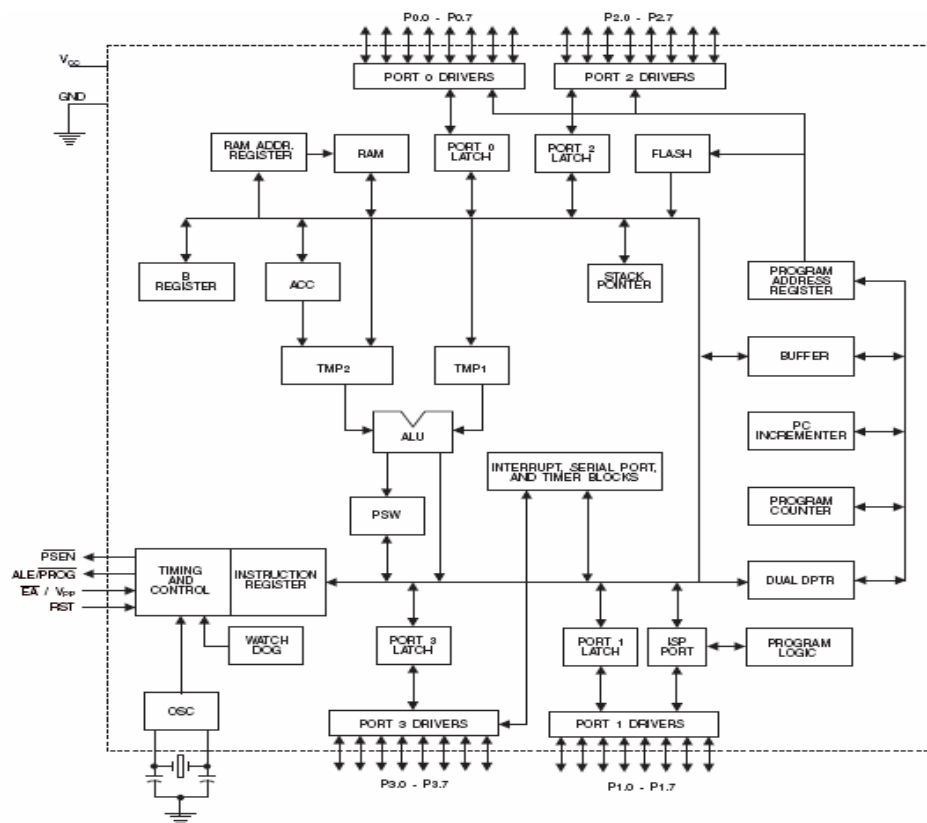 P0.0 - P0.7
P2.0 - P2.7
VCC
PORT 0 DRIVERS
PORT 2 DRIVERS
GND
RAM ADDR.
REGISTER
RAM
PORT 0
LATCH
PORT 2
LATCH
FLASH
B
REGISTER
ACC
STACK
POINTER
PROGRAM
ADDRESS
REGISTER
BUFFER
TMP2
TMP1
ALU
PC
INCREMENTER
INTERRUPT, SERIAL PORT,
AND TIMER BLOCKS
PSW
PROGRAM
COUNTER
PSEN
ALE/PROG
EA / VPP
RST
TIMING
AND
CONTROL
INSTRUCTION
REGISTER
DUAL DPTR
WATCH
DOG
PORT 3
LATCH
PORT 1
LATCH
ISP
PORT
PROGRAM
LOGIC
OSC
PORT 3 DRIVERS
PORT 1 DRIVERS
P3.0 - P3.7
P1.0 - P1.7